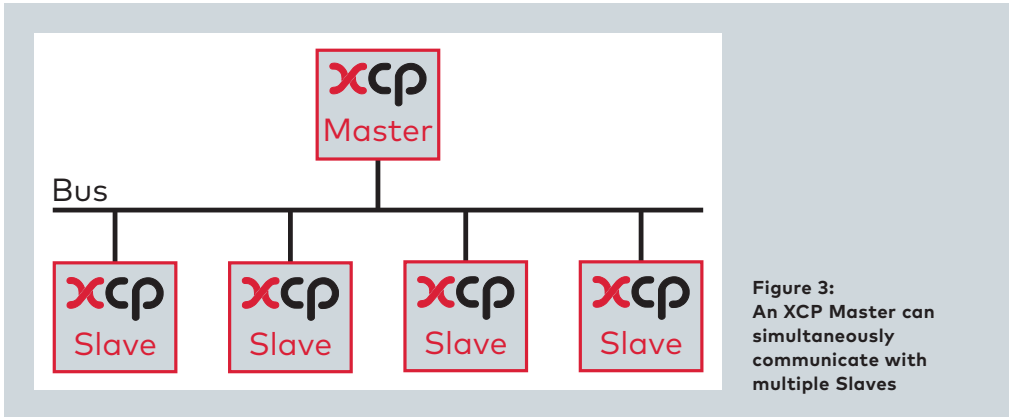 xcp
Master
Bus
xcp xcp xcp xcp
Slave Slave Slave Slave
Figure 3:
An XCP Master can
simultaneously
communicate with
multiple Slaves